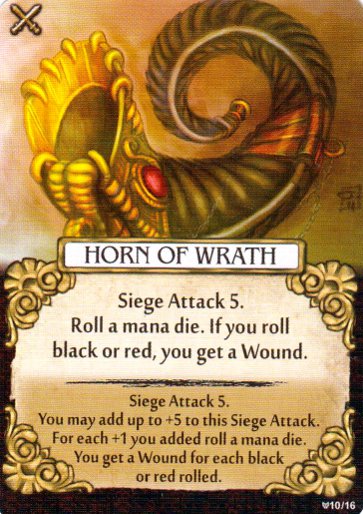 HORN OF WRATH
Siege Attack 5.
Roll a mana die. If you roll
black or red, you get a Wound.
Siege Attack 5.
You may add up to +5 to this Siege Attack.
For each +1 you added roll a mana die.
You get a Wound for each black
or red rolled.
10/16